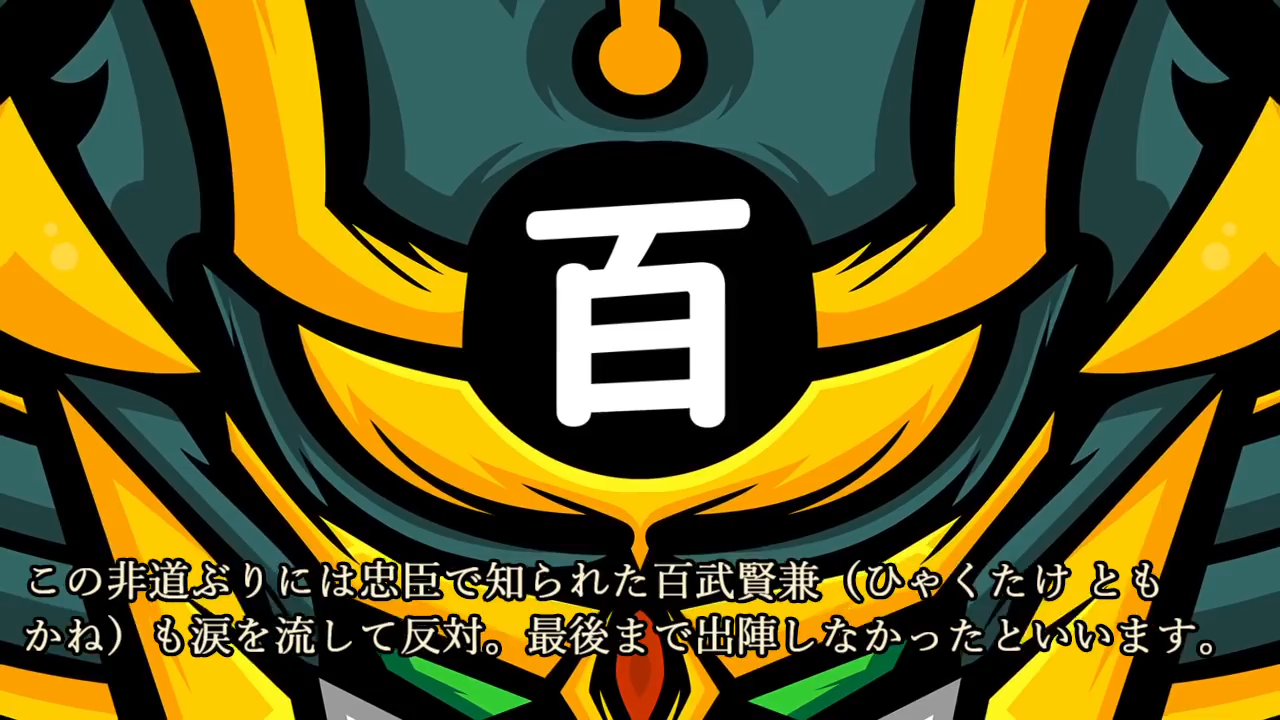 百
この非道ぶりには忠臣で知られた百武賢兼（ひゃくたけ とも
かね）も涙を流して反対。最後まで出陣しなかったといいます。